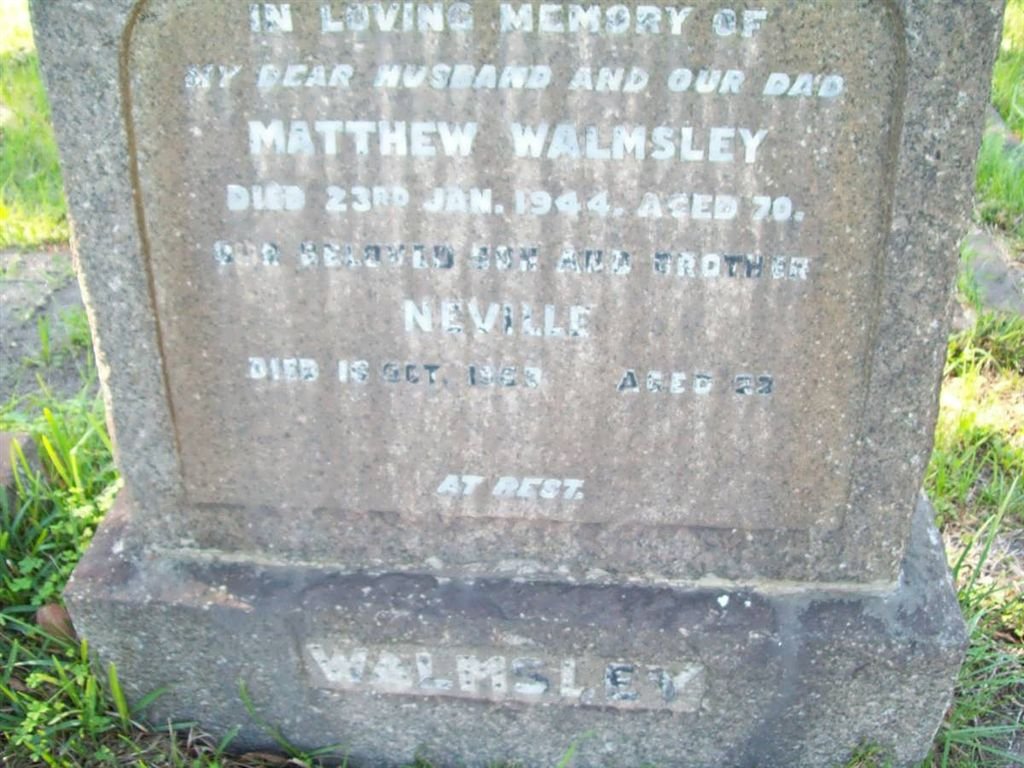 IN LOVING MEMORY OF
MY DEAR HUSBAND AND OUR DAD
MATTHEW WALMSLEY
DIED 23RD JAN. 1944. AGED 70.
OUR BELOVED SON AND BROTHER
NEVILLE
DIED OCT. AGED
AT REST.
WALMSLEY